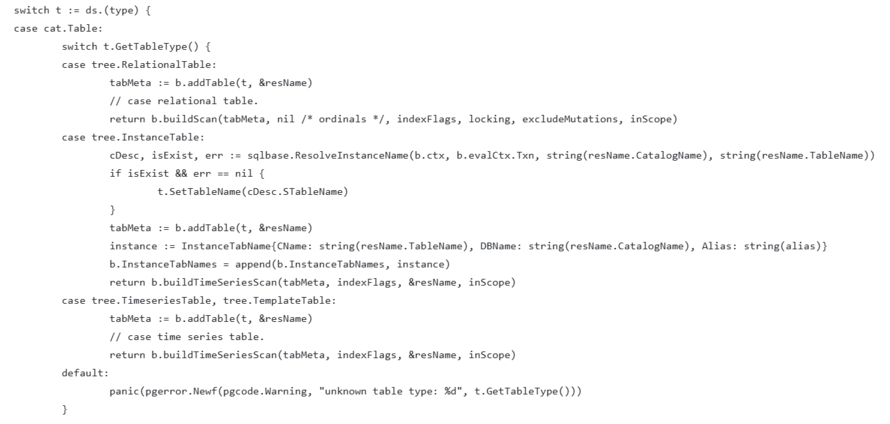 switch t := ds.(type) {
case cat.Table:
        switch t.GetTableType() {
        case tree.RelationalTable:
                tabMeta := b.addTable(t, &resName)
                // case relational table.
                return b.buildScan(tabMeta, nil /* ordinals */, indexFlags, locking, excludeMutations, inScope)
        case tree.InstanceTable:
                cDesc, isExist, err := sqlbase.ResolveInstanceName(b.ctx, b.evalCtx.Txn, string(resName.CatalogName), string(resName.TableName))
                if isExist && err == nil {
                        t.SetTableName(cDesc.STableName)
                }
                tabMeta := b.addTable(t, &resName)
                instance := InstanceTabName{CName: string(resName.TableName), DBName: string(resName.CatalogName), Alias: string(alias)}
                b.InstanceTabNames = append(b.InstanceTabNames, instance)
                return b.buildTimeSeriesScan(tabMeta, indexFlags, &resName, inScope)
        case tree.TimeseriesTable, tree.TemplateTable:
                tabMeta := b.addTable(t, &resName)
                // case time series table.
                return b.buildTimeSeriesScan(tabMeta, indexFlags, &resName, inScope)
        default:
                panic(pgerror.Newf(pgcode.Warning, "unknown table type: %d", t.GetTableType()))
        }